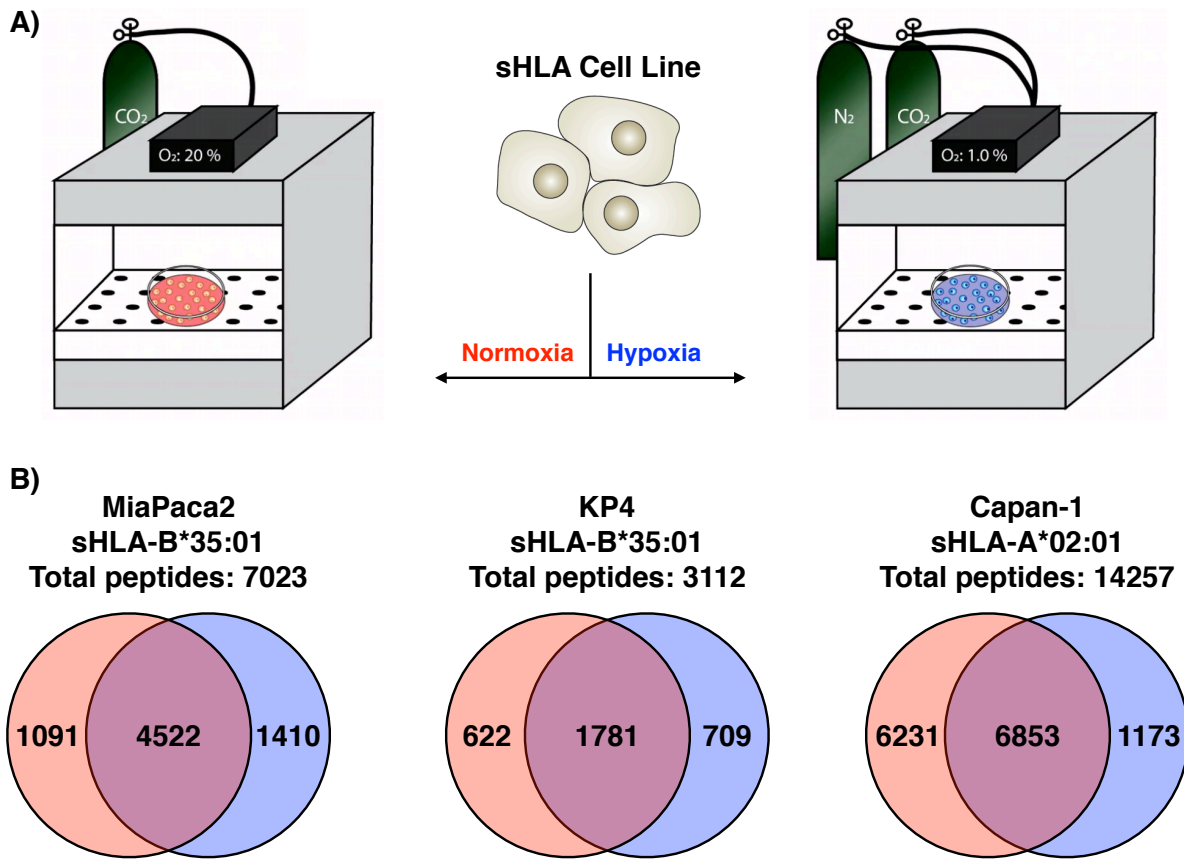 A)
CO₂
O₂: 20 %
sHLA Cell Line
Normoxia
Hypoxia
N₂
CO₂
O₂: 1.0 %
B)
MiaPaca2
sHLA-B*35:01
Total peptides: 7023
1091
4522
1410
KP4
sHLA-B*35:01
Total peptides: 3112
622
1781
709
Capan-1
sHLA-A*02:01
Total peptides: 14257
6231
6853
1173